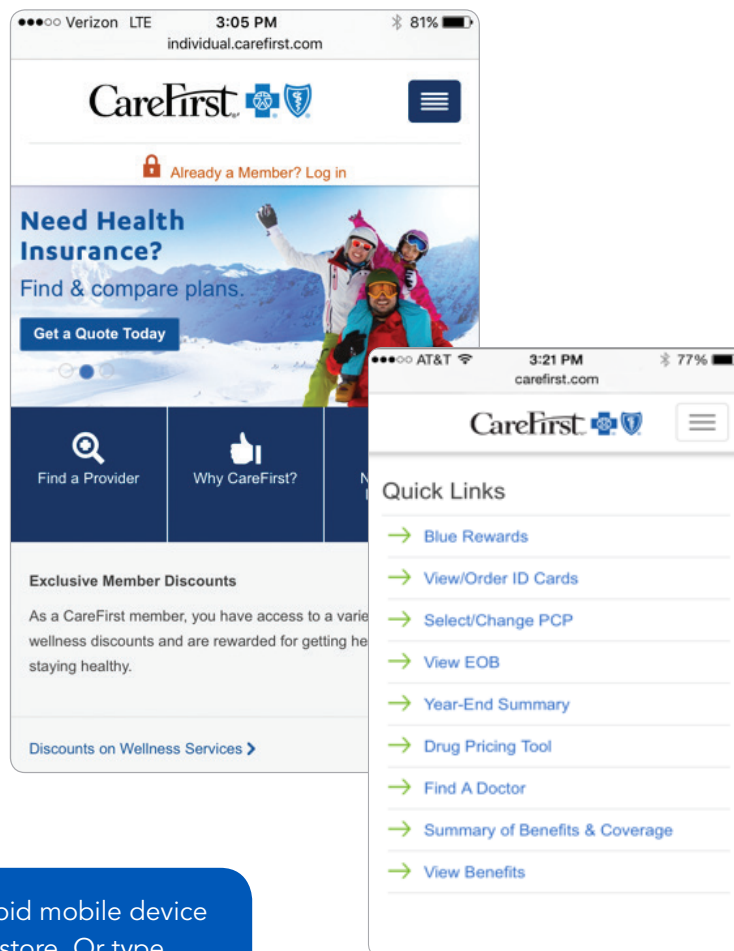 Verizon LTE 3:05 PM 81%
individual.carefirst.com
CareFirst
Already a Member? Log in
Need Health
Insurance?
Find & compare plans.
Get a Quote Today
Find a Provider
Why CareFirst?
N
Exclusive Member Discounts
As a CareFirst member, you have access to a varie
wellness discounts and are rewarded for getting he
staying healthy.
Discounts on Wellness Services
AT&T 3:21 PM 77%
carefirst.com
CareFirst
Quick Links
Blue Rewards
View/Order ID Cards
Select/Change PCP
View EOB
Year-End Summary
Drug Pricing Tool
Find A Doctor
Summary of Benefits & Coverage
View Benefits
oid mobile device
store. Or type